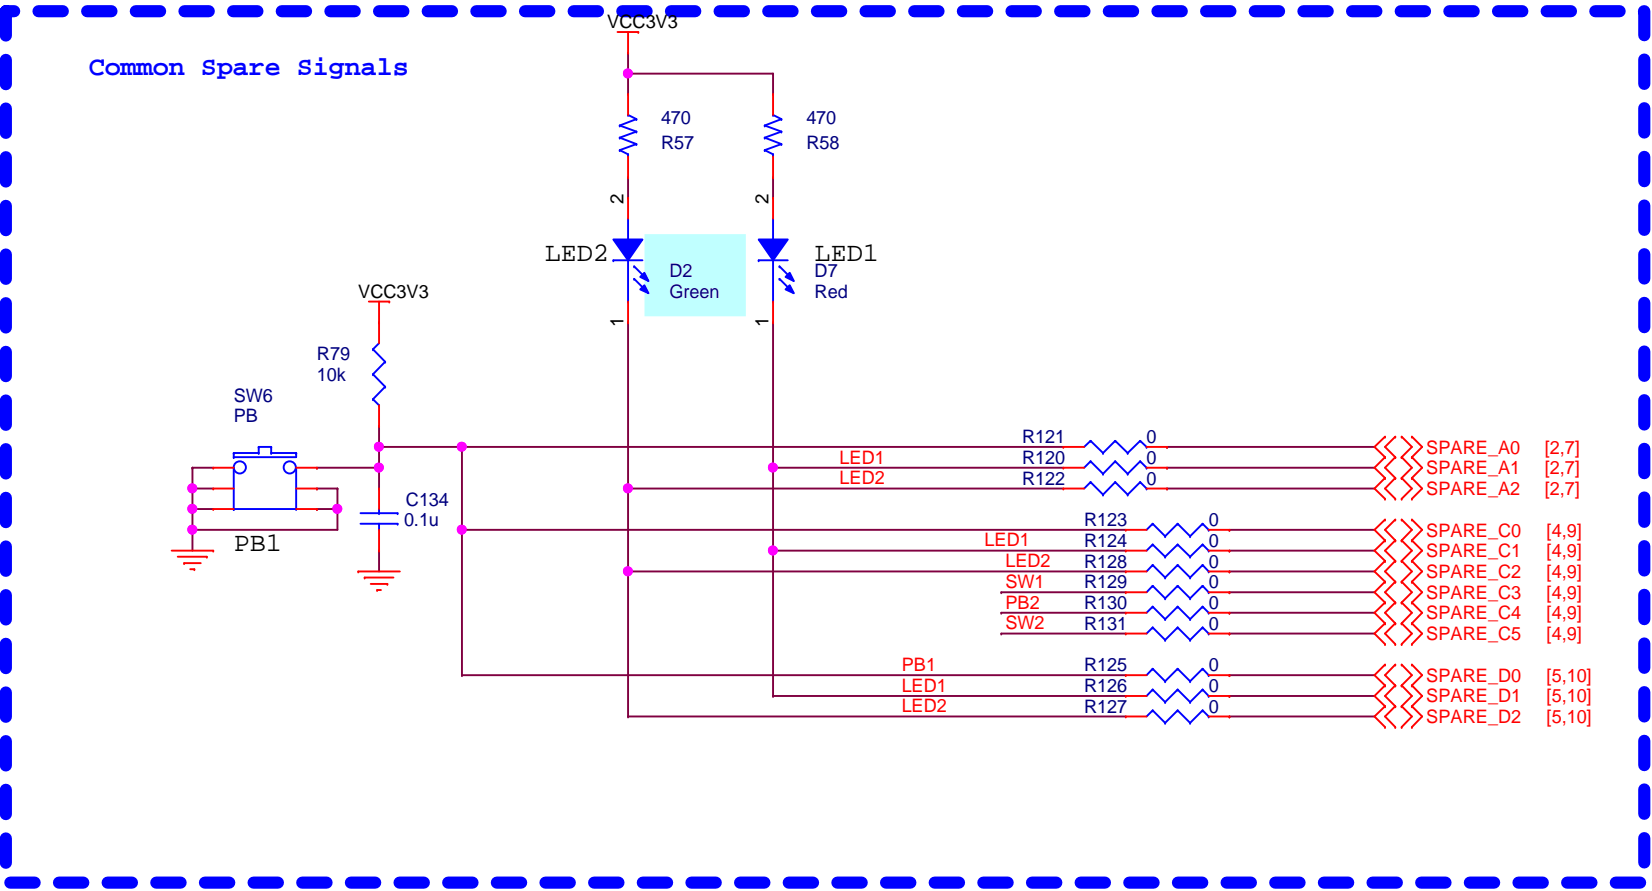 VCC3V3
Common Spare Signals
470
R57
470
R58
2
2
LED2
D2
Green
LED1
D7
Red
1
1
VCC3V3
R79
10k
SW6
PB
C134
0.1u
PB1
R121 0 SPARE_A0 [2,7]
LED1 R120 0 SPARE_A1 [2,7]
LED2 R122 0 SPARE_A2 [2,7]
R123 0 SPARE_C0 [4,9]
LED1 R124 0 SPARE_C1 [4,9]
LED2 R128 0 SPARE_C2 [4,9]
SW1 R129 0 SPARE_C3 [4,9]
PB2 R130 0 SPARE_C4 [4,9]
SW2 R131 0 SPARE_C5 [4,9]
PB1 R125 0 SPARE_D0 [5,10]
LED1 R126 0 SPARE_D1 [5,10]
LED2 R127 0 SPARE_D2 [5,10]